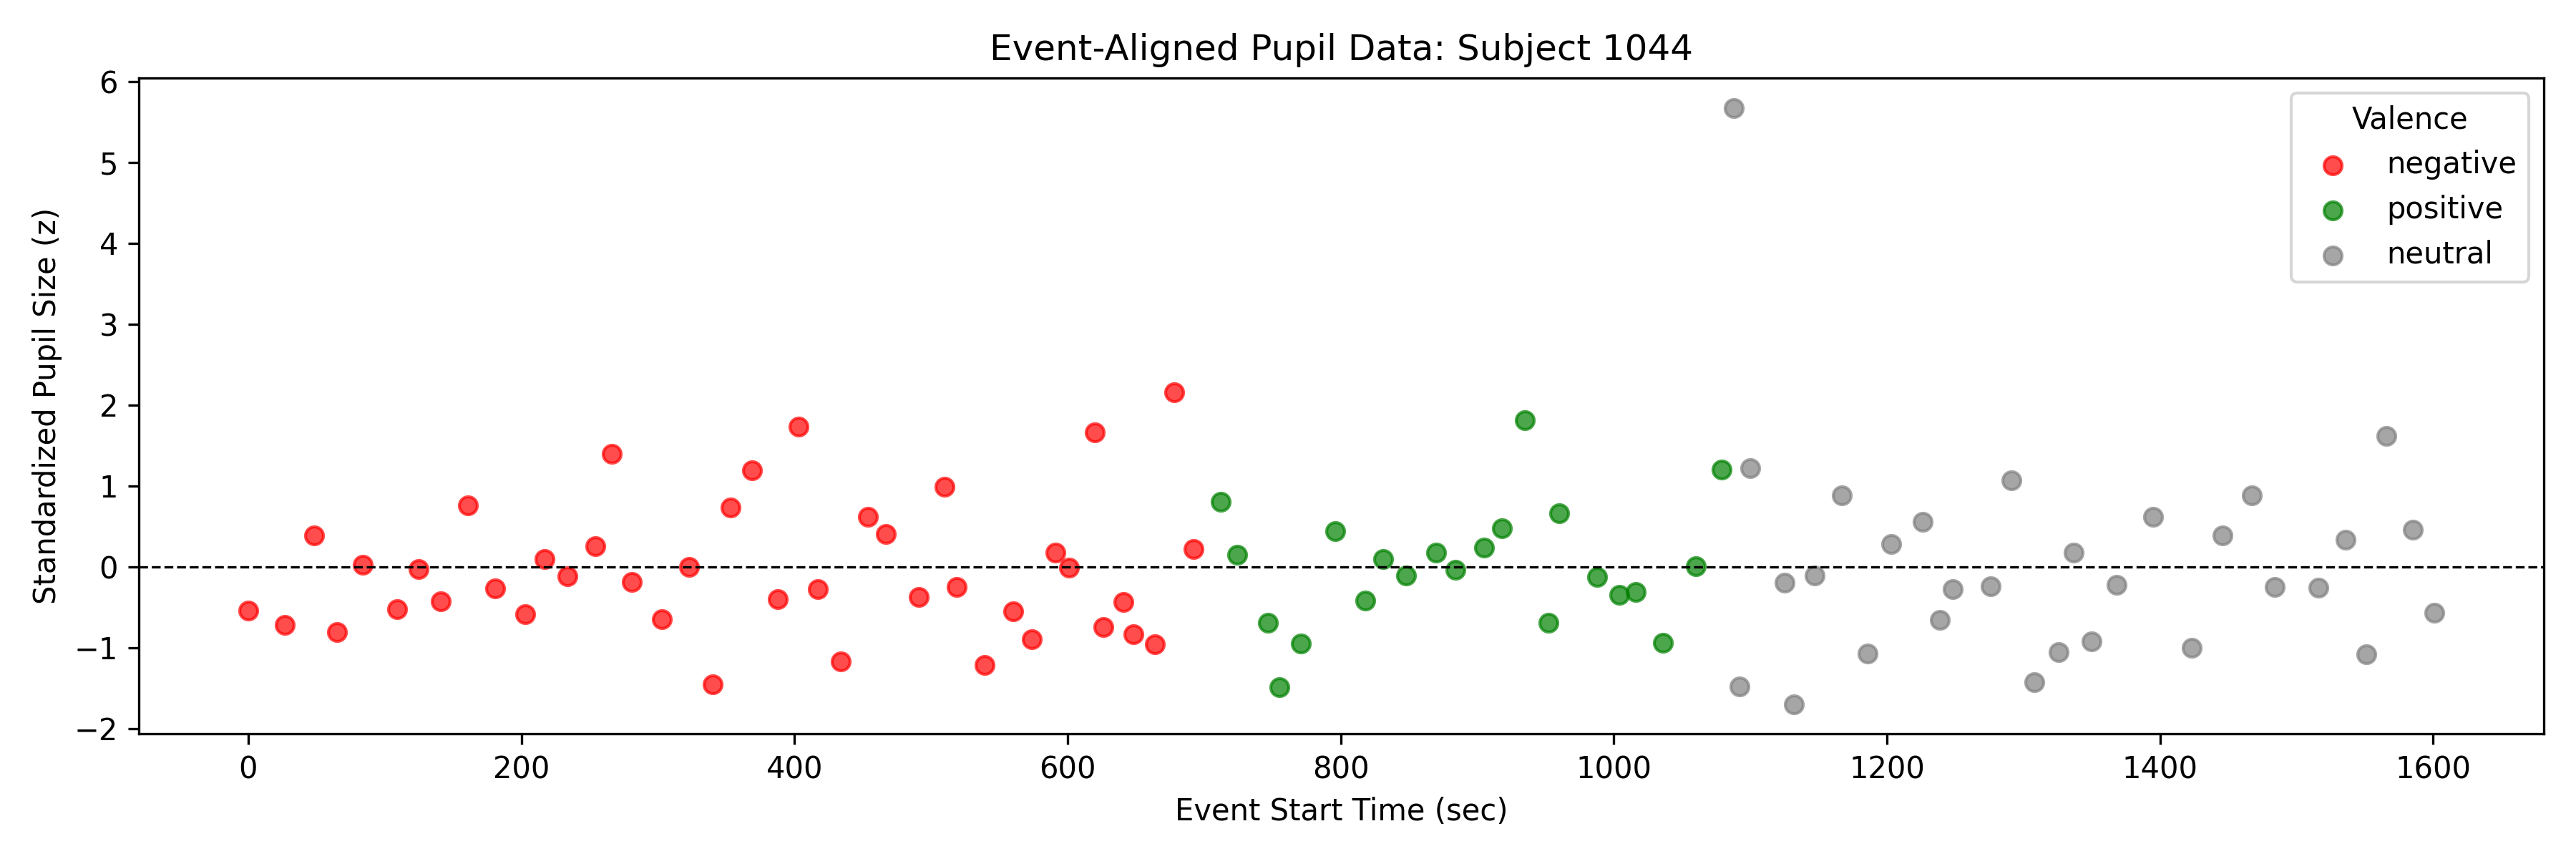 Event-Aligned Pupil Data: Subject 1044
Standardized Pupil Size (z)
6
5
4
3
2
1
0
−1
−2
Valence
negative
positive
neutral
0 200 400 600 800 1000 1200 1400 1600
Event Start Time (sec)